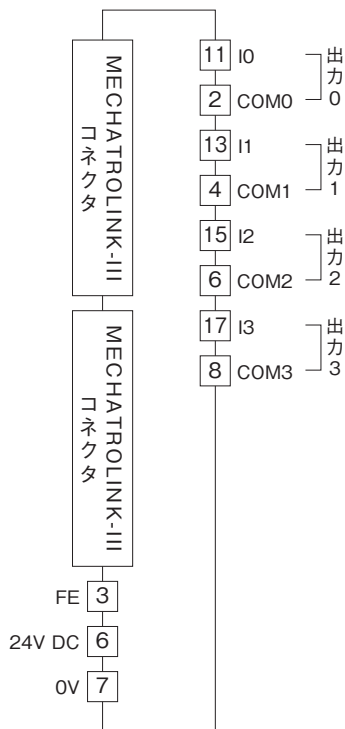 MECHATROLINK-III
コネクタ
MECHATROLINK-III
コネクタ
FE 3
24V DC 6
0V 7
11 I0
2 COM0
出力0
13 I1
4 COM1
出力1
15 I2
6 COM2
出力2
17 I3
8 COM3
出力3